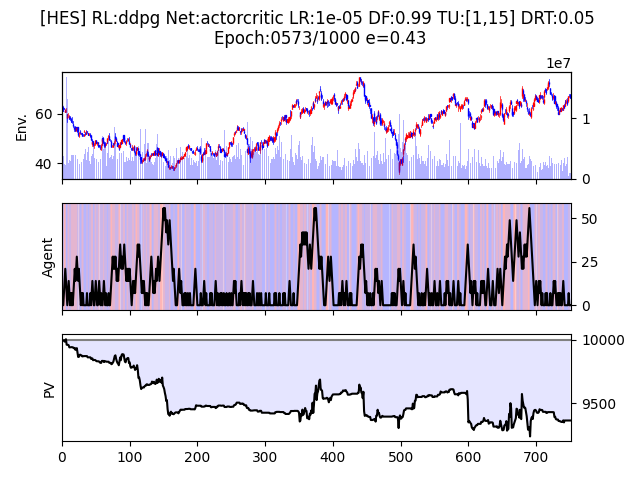 [HES] RL:ddpg Net:actorcritic LR:1e-05 DF:0.99 TU:[1,15] DRT:0.05
Epoch:0573/1000 e=0.43
1e7
Env.
60
40
1
0
Agent
50
25
0
PV
10000
9500
0 100 200 300 400 500 600 700